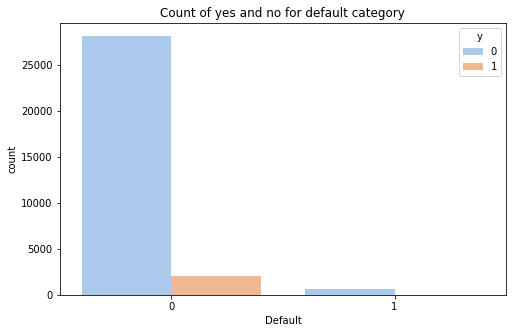 Count of yes and no for default category
y
0
1
25000
20000
15000
10000
5000
0
count
0
1
Default